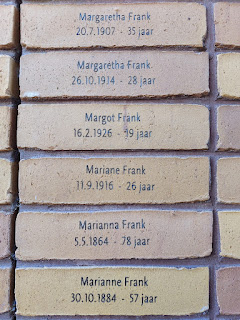 Margaretha Frank
20.7.1907 - 35 jaar
Margaretha Frank
26.10.1914 - 28 jaar
Margot Frank
16.2.1926 - 19 jaar
Mariane Frank
11.9.1916 - 26 jaar
Marianna Frank
5.5.1864 - 78 jaar
Marianne Frank
30.10.1884 - 57 jaar